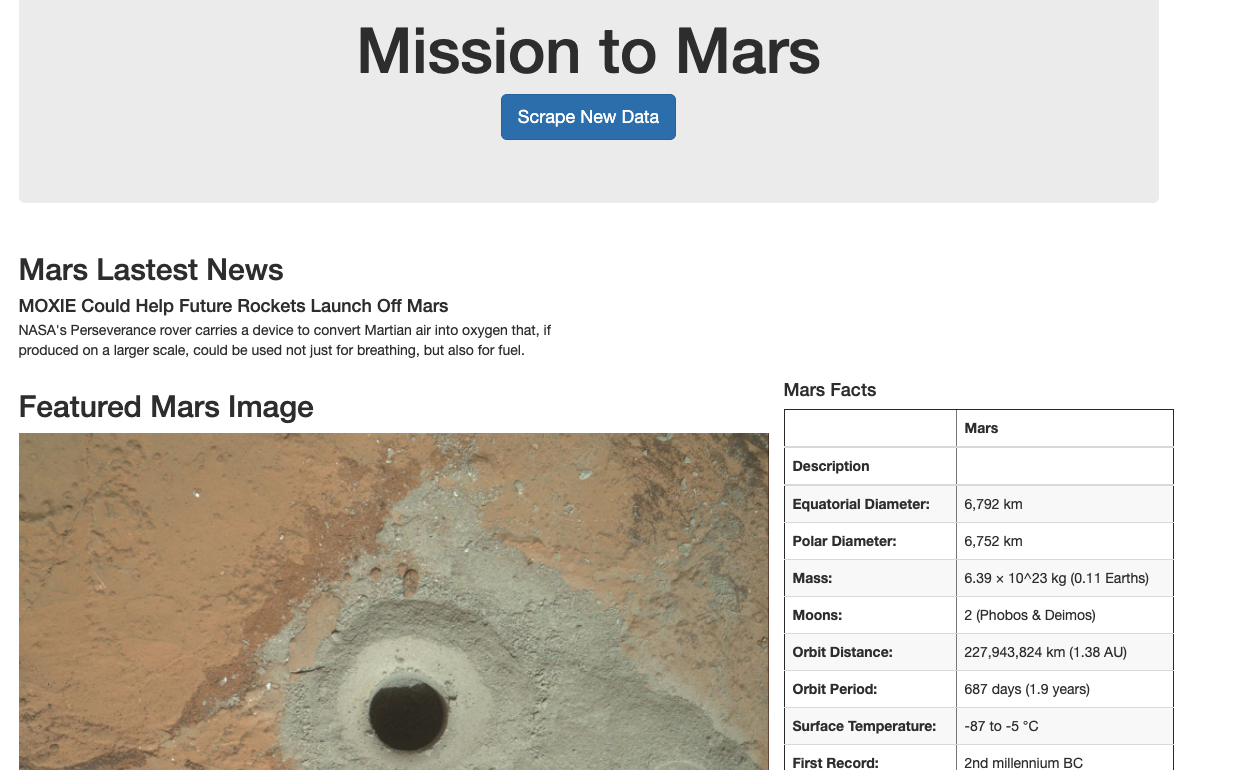 Mission to Mars
Scrape New Data
Mars Lastest News
MOXIE Could Help Future Rockets Launch Off Mars
NASA's Perseverance rover carries a device to convert Martian air into oxygen that, if
produced on a larger scale, could be used not just for breathing, but also for fuel.
Featured Mars Image
Mars Facts
Mars
Description
Equatorial Diameter: 6,792 km
Polar Diameter: 6,752 km
Mass: 6.39 × 10^23 kg (0.11 Earths)
Moons: 2 (Phobos & Deimos)
Orbit Distance: 227,943,824 km (1.38 AU)
Orbit Period: 687 days (1.9 years)
Surface Temperature: -87 to -5 °C
First Record: 2nd millennium BC